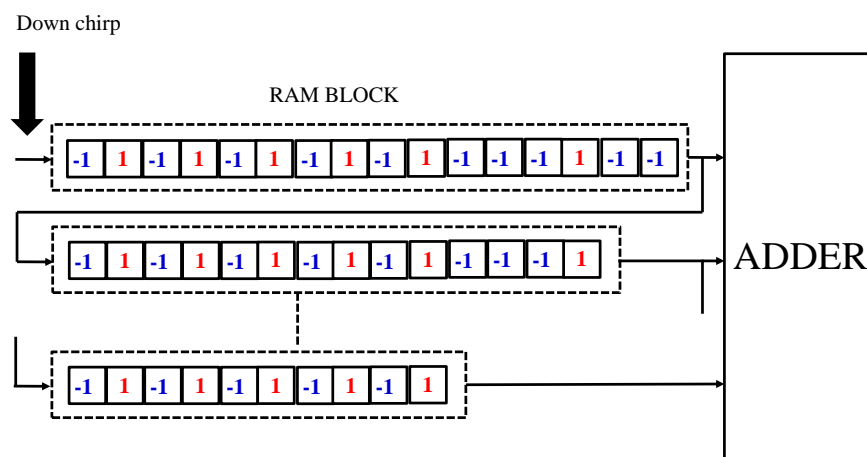 Down chirp
RAM BLOCK
-1 1 -1 1 -1 1 -1 1 -1 1 -1 -1 -1 1 -1 -1
-1 1 -1 1 -1 1 -1 1 -1 1 -1 -1 -1 1
ADDER
-1 1 -1 1 -1 1 -1 1 -1 1